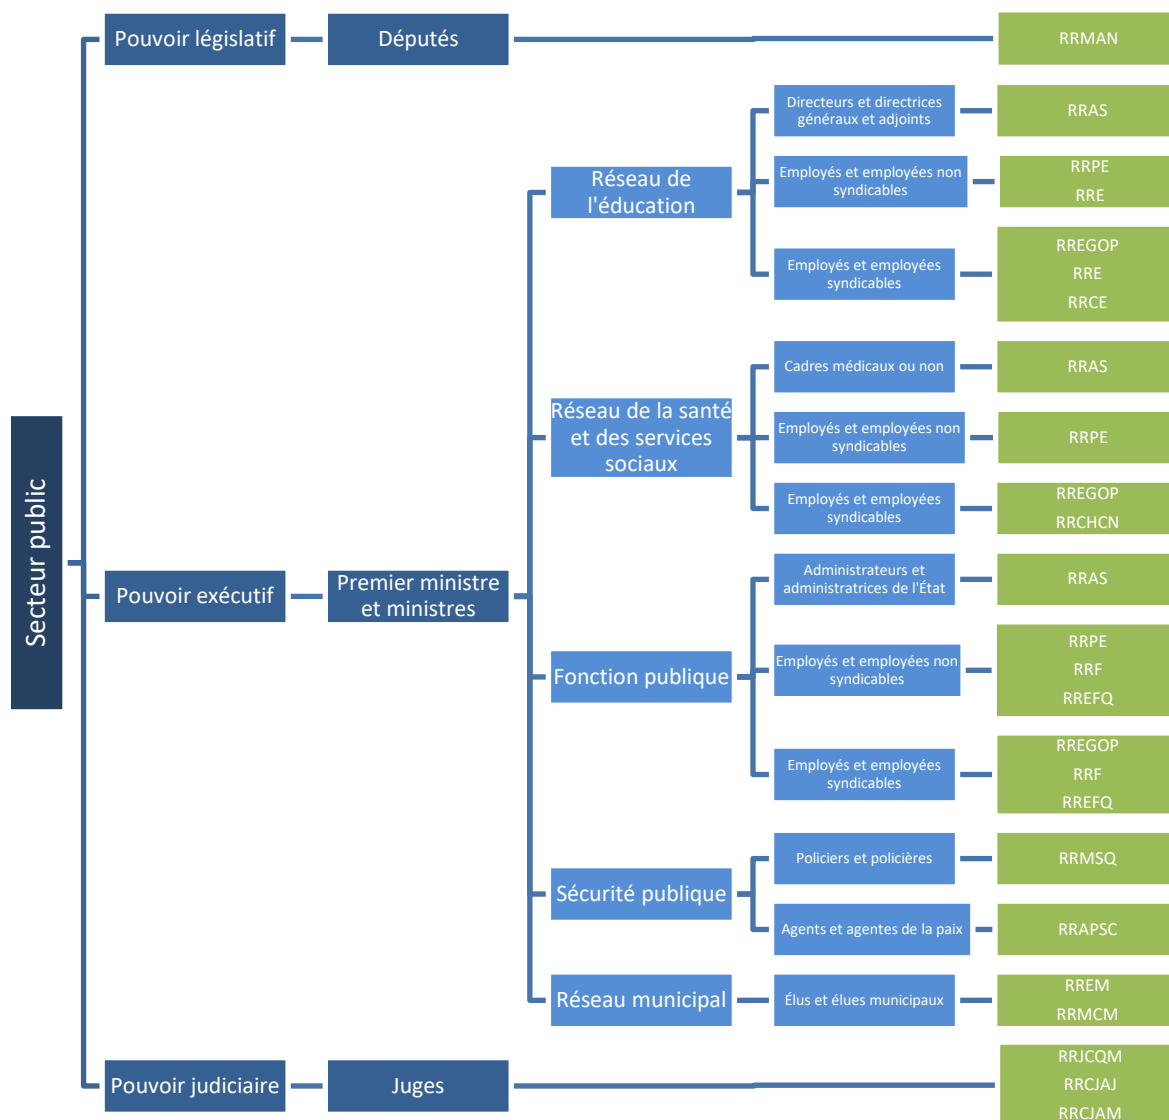 Secteur public
Pouvoir législatif
Députés
RRMAN
Pouvoir exécutif
Premier ministre
et ministres
Réseau de
l'éducation
Directeurs et directrices
généraux et adjoints
RRAS
Employés et employées non
syndicables
RRPE
RRE
Employés et employées
syndicables
RREGOP
RRE
RRCE
Réseau de la santé
et des services
sociaux
Cadres médicaux ou non
RRAS
Employés et employées non
syndicables
RRPE
Employés et employées
syndicables
RREGOP
RRCHCN
Fonction publique
Administrateurs et
administratrices de l'État
RRAS
Employés et employées non
syndicables
RRPE
RRF
RREFQ
Employés et employées
syndicables
RREGOP
RRF
RREFQ
Sécurité publique
Policiers et policières
RRMSQ
Agents et agentes de la paix
RRAPSC
Réseau municipal
Élus et élues municipaux
RREM
RRMCM
Pouvoir judiciaire
Juges
RRJCQM
RRCJAJ
RRCJAM